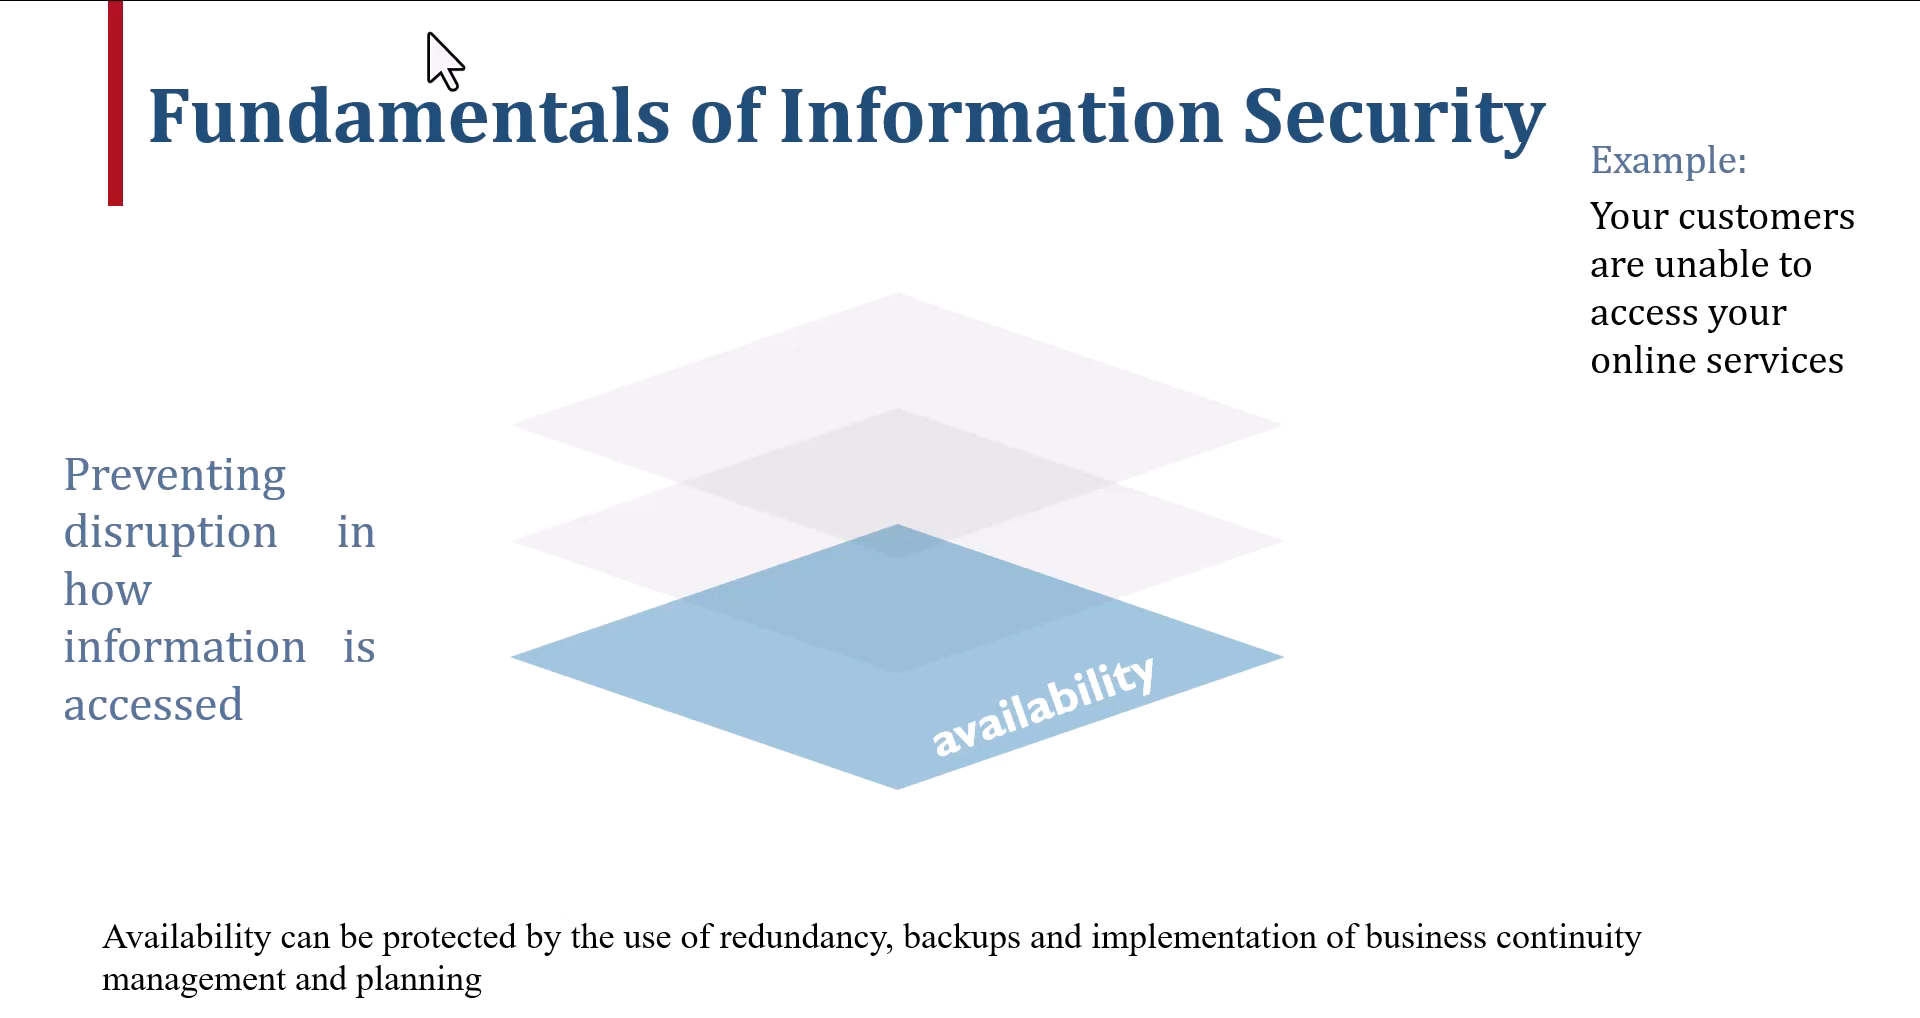 Fundamentals of Information Security
Example:
Your customers
are unable to
access your
online services
Preventing
disruption in
how
information is
accessed
availability
Availability can be protected by the use of redundancy, backups and implementation of business continuity
management and planning